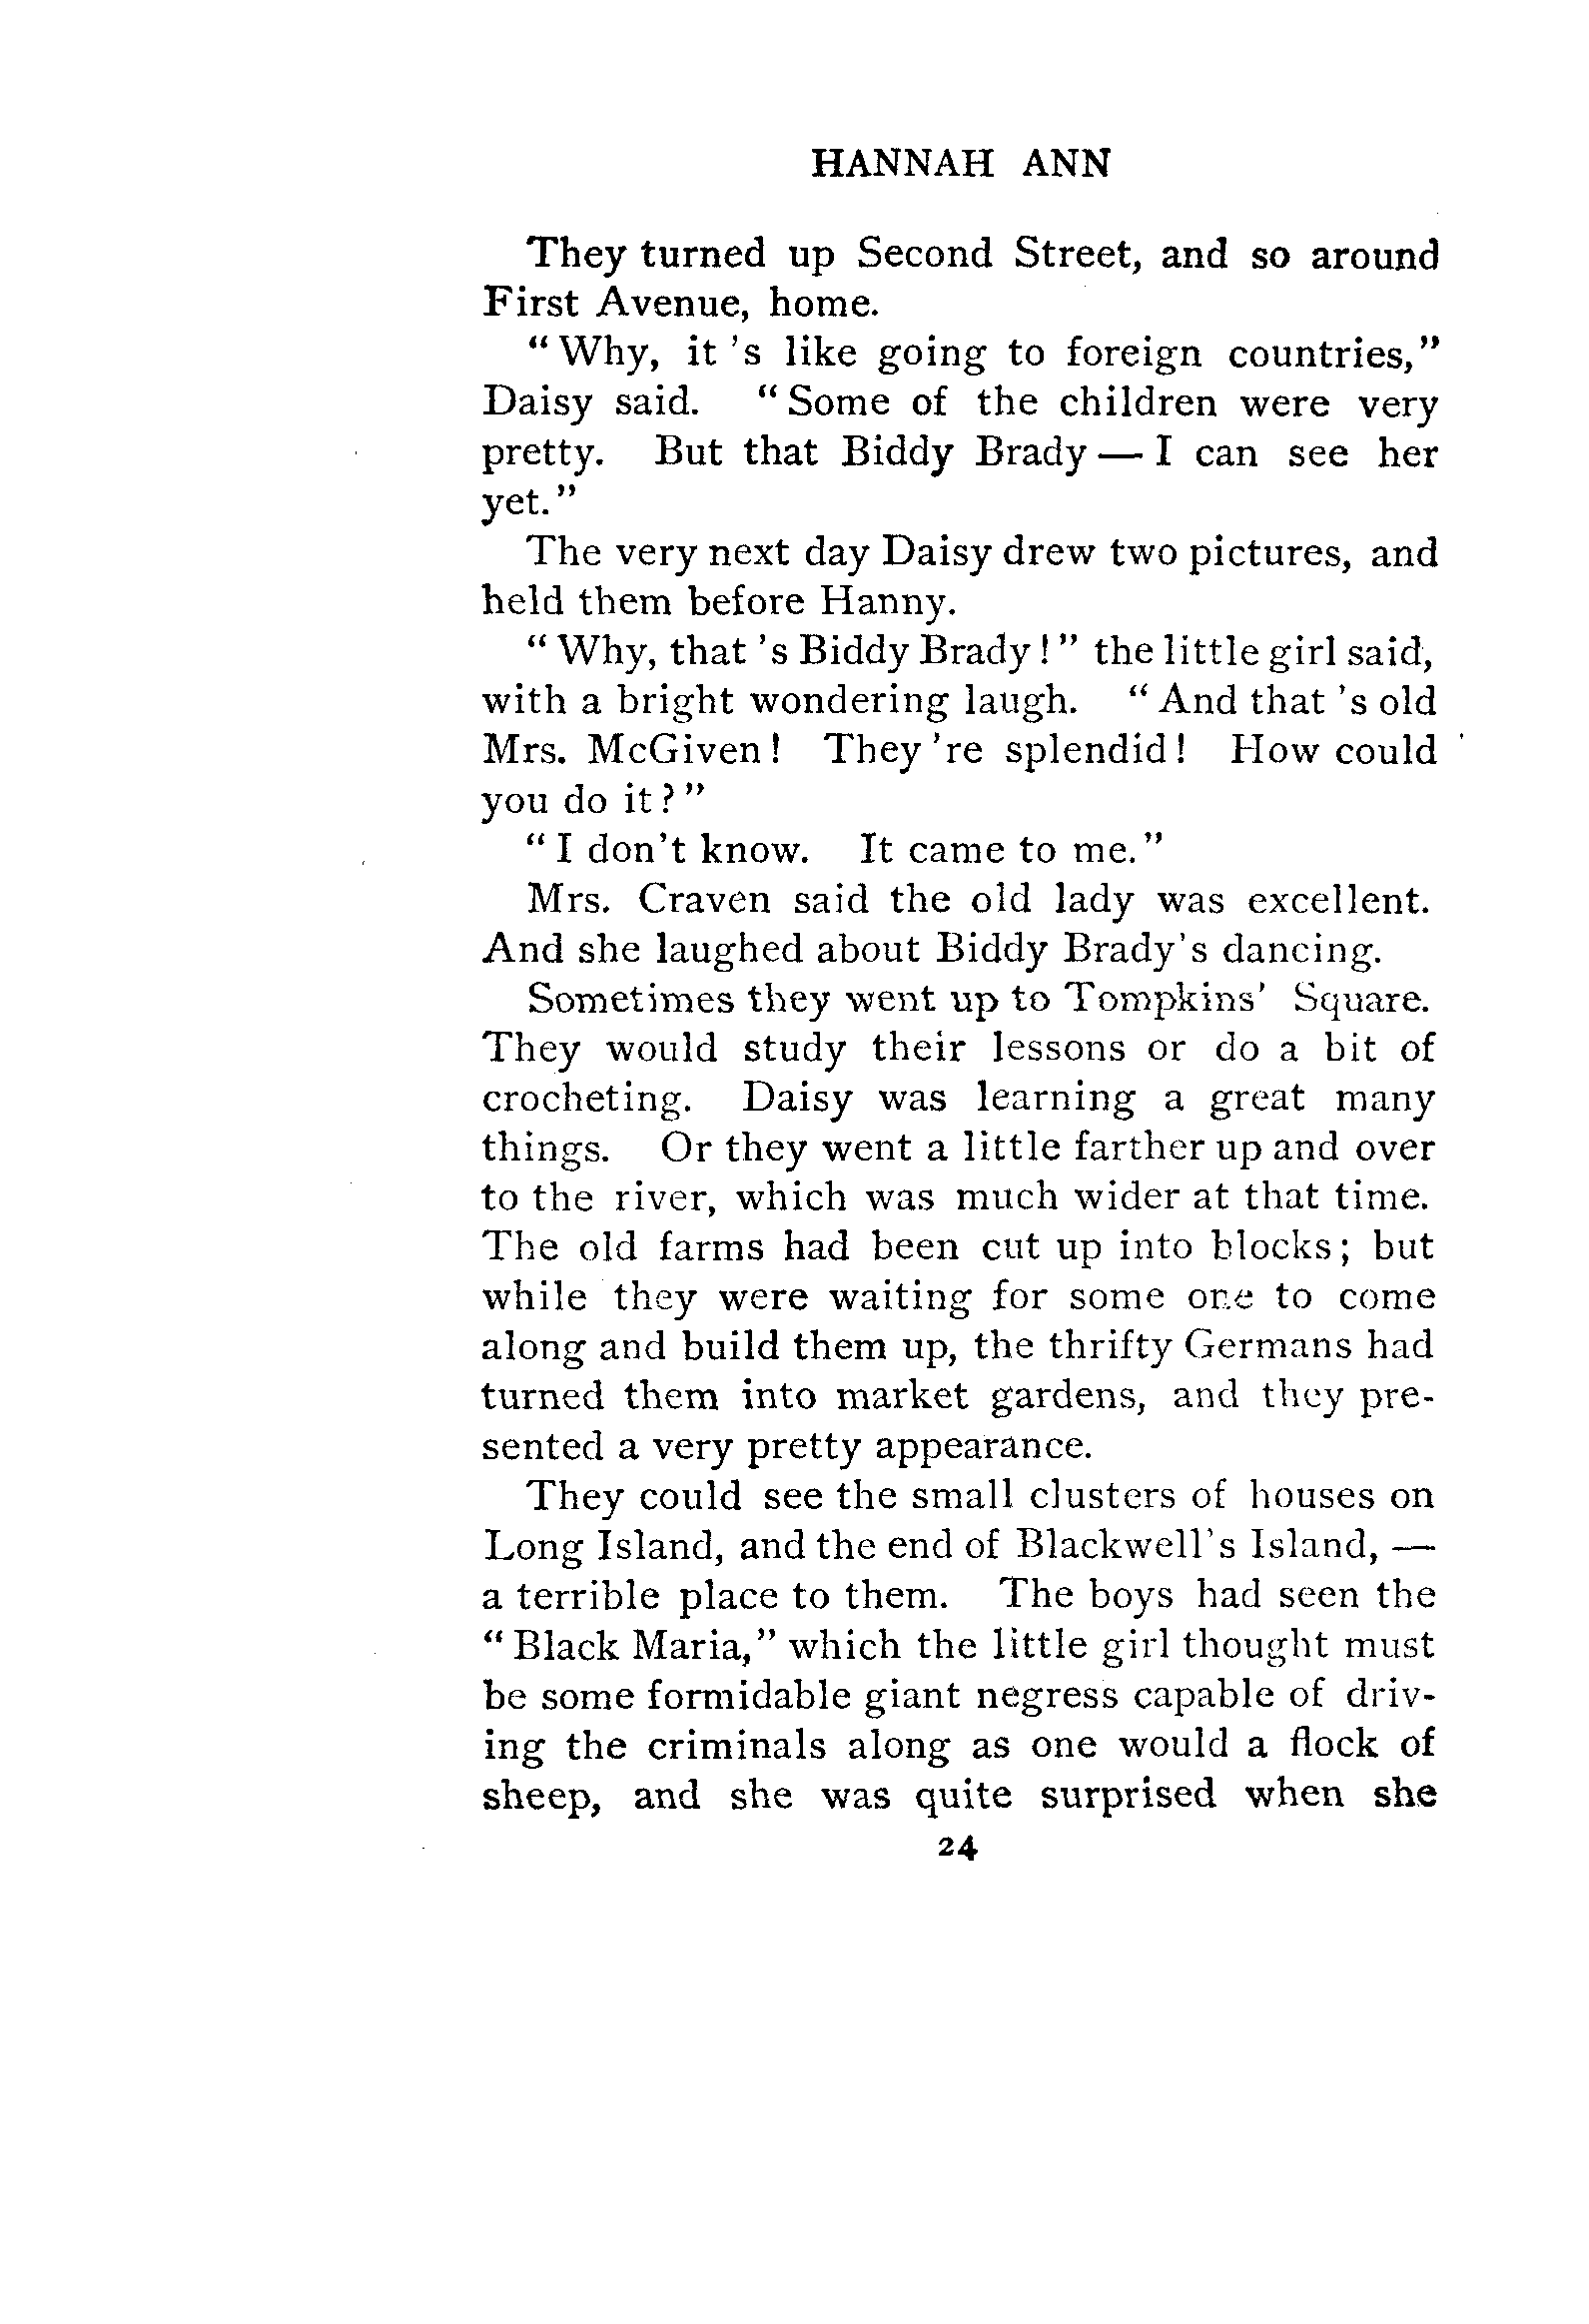 HANNAH ANN
They turned up Second Street, and so around
First Avenue, home.
“Why, it 's like going to foreign countries,”
Daisy said. “Some of the children were very
pretty. But that Biddy Brady — I can see her
yet.”
The very next day Daisy drew two pictures, and
held them before Hanny.
“Why, that 's Biddy Brady!” the little girl said,
with a bright wondering laugh. “And that 's old
Mrs. McGiven! They 're splendid! How could
you do it?”
“I don't know. It came to me.”
Mrs. Craven said the old lady was excellent.
And she laughed about Biddy Brady's dancing.
Sometimes they went up to Tompkins' Square.
They would study their lessons or do a bit of
crocheting. Daisy was learning a great many
things. Or they went a little farther up and over
to the river, which was much wider at that time.
The old farms had been cut up into blocks; but
while they were waiting for some one to come
along and build them up, the thrifty Germans had
turned them into market gardens, and they pre-
sented a very pretty appearance.
They could see the small clusters of houses on
Long Island, and the end of Blackwell's Island, —
a terrible place to them. The boys had seen the
“Black Maria,” which the little girl thought must
be some formidable giant negress capable of driv-
ing the criminals along as one would a flock of
sheep, and she was quite surprised when she
24